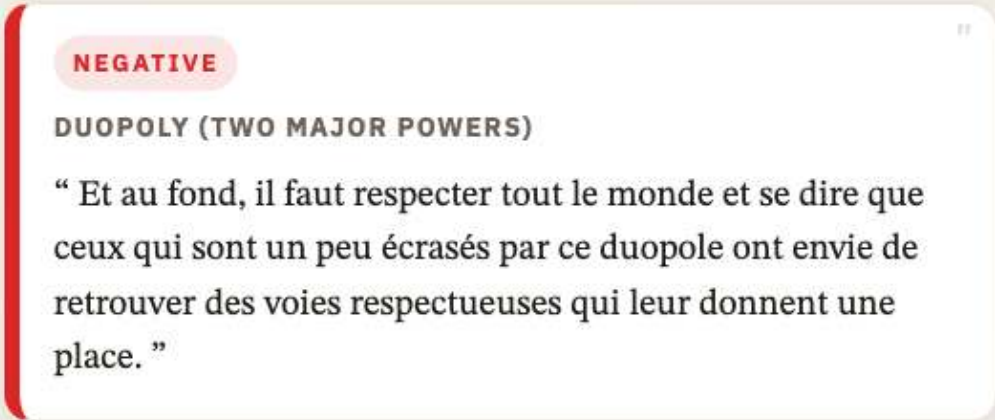 "
NEGATIVE
DUOPOLY (TWO MAJOR POWERS)
“ Et au fond, il faut respecter tout le monde et se dire que
ceux qui sont un peu écrasés par ce duopole ont envie de
retrouver des voies respectueuses qui leur donnent une
place. ”